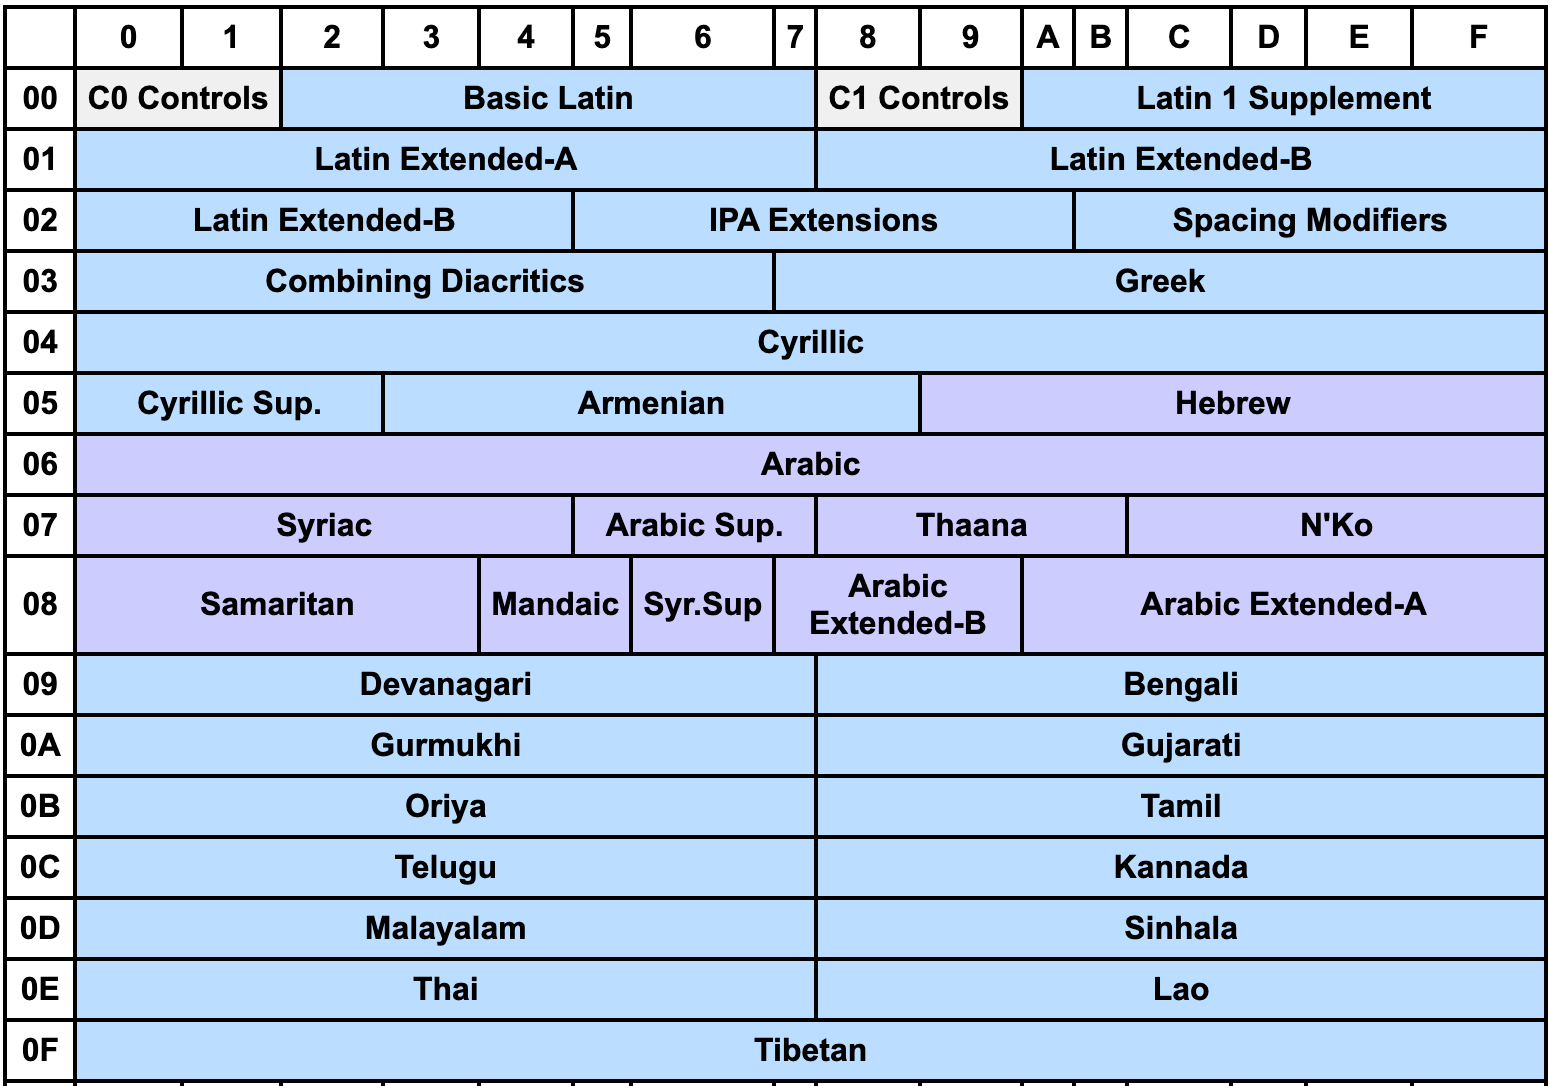 0 1 2 3 4 5 6 7 8 9 A B C D E F
00 C0 Controls Basic Latin C1 Controls Latin 1 Supplement
01 Latin Extended-A Latin Extended-B
02 Latin Extended-B IPA Extensions Spacing Modifiers
03 Combining Diacritics Greek
04 Cyrillic
05 Cyrillic Sup. Armenian Hebrew
06 Arabic
07 Syriac Arabic Sup. Thaana N'Ko
08 Samaritan Mandaic Syr.Sup Arabic Extended-B Arabic Extended-A
09 Devanagari Bengali
0A Gurmukhi Gujarati
0B Oriya Tamil
0C Telugu Kannada
0D Malayalam Sinhala
0E Thai Lao
0F Tibetan